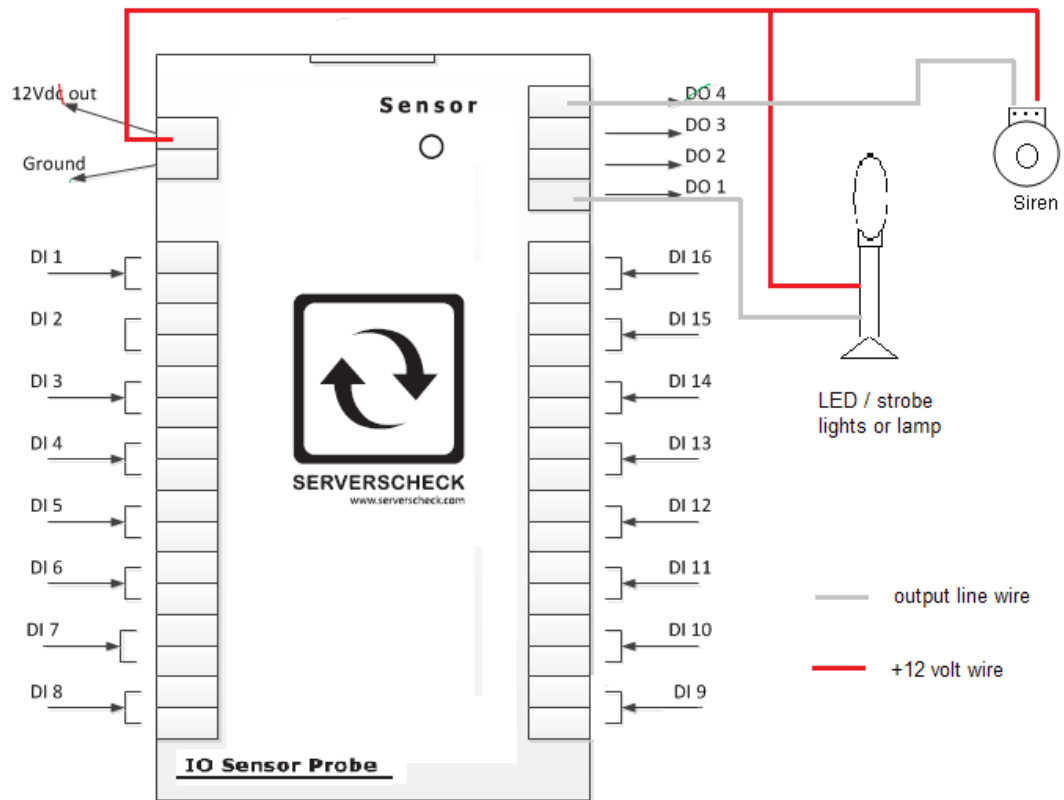 12Vdc out
Ground
Sensor
DO 4
DO 3
DO 2
DO 1
Siren
DI 1
DI 2
DI 3
DI 4
DI 5
DI 6
DI 7
DI 8
DI 16
DI 15
DI 14
DI 13
DI 12
DI 11
DI 10
DI 9
SERVERSCHECK
www.serverscheck.com
LED / strobe
lights or lamp
output line wire
+12 volt wire
IO Sensor Probe